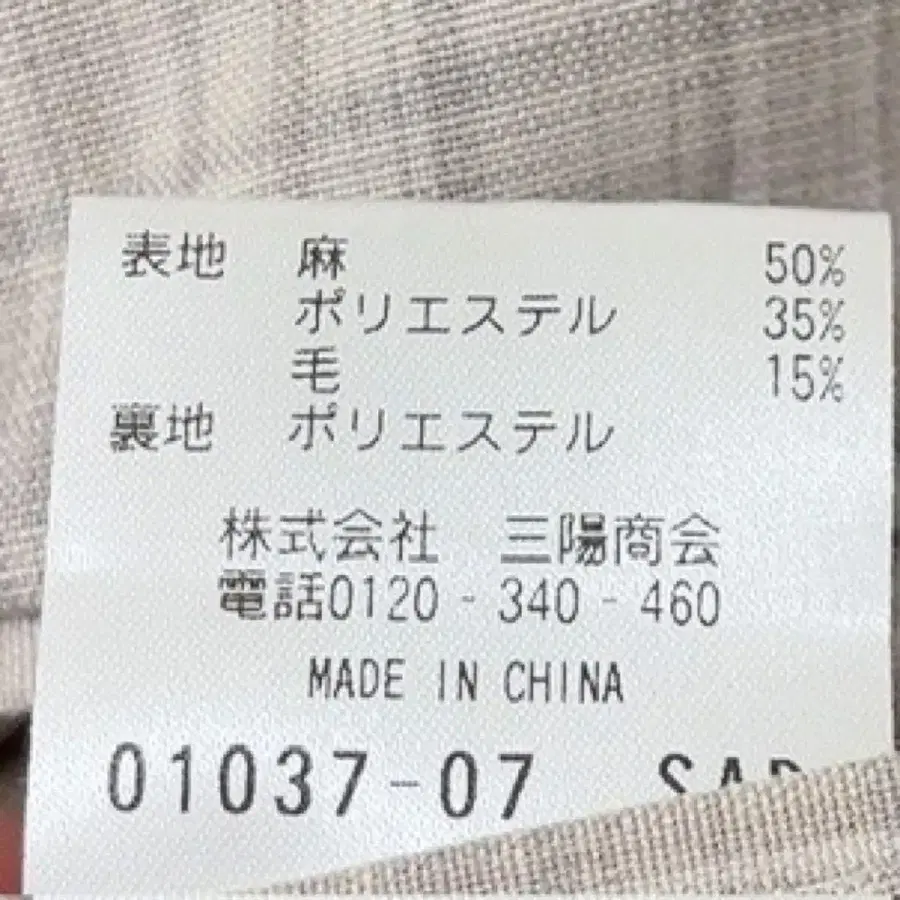 表地 麻 50%
ポリエステル 35%
毛 15%
裏地 ポリエステル
株式会社 三陽商会
電話0120-340-460
MADE IN CHINA
01037-07